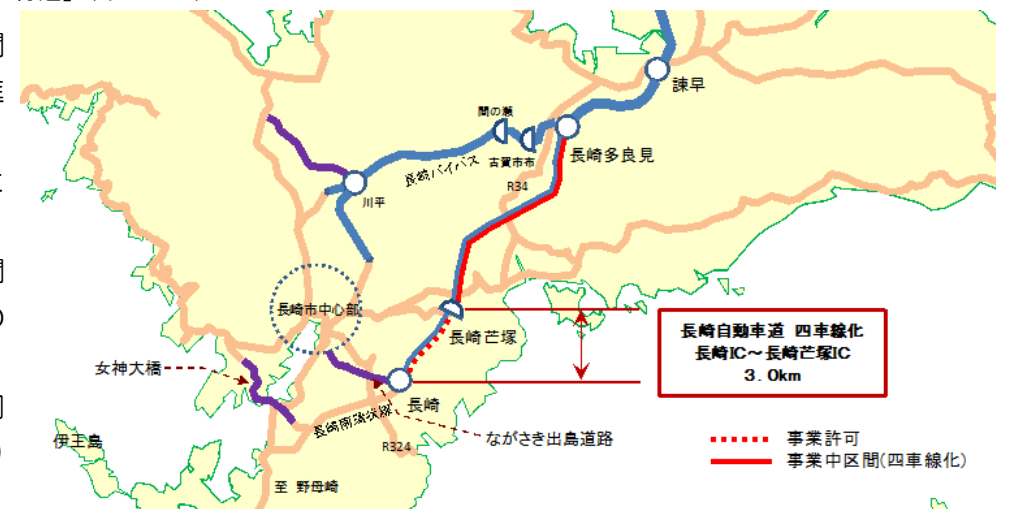 諫早
間の瀬
古賀市布
長崎多良見
長崎バイパス
R34
川平
長崎市中心部
長崎芒塚
長崎自動車道 四車線化
長崎IC～長崎芒塚IC
3.0km
女神大橋
長崎
長崎南環状線
ながさき出島道路
伊王島
R324
至 野母崎
事業許可
事業中区間(四車線化)